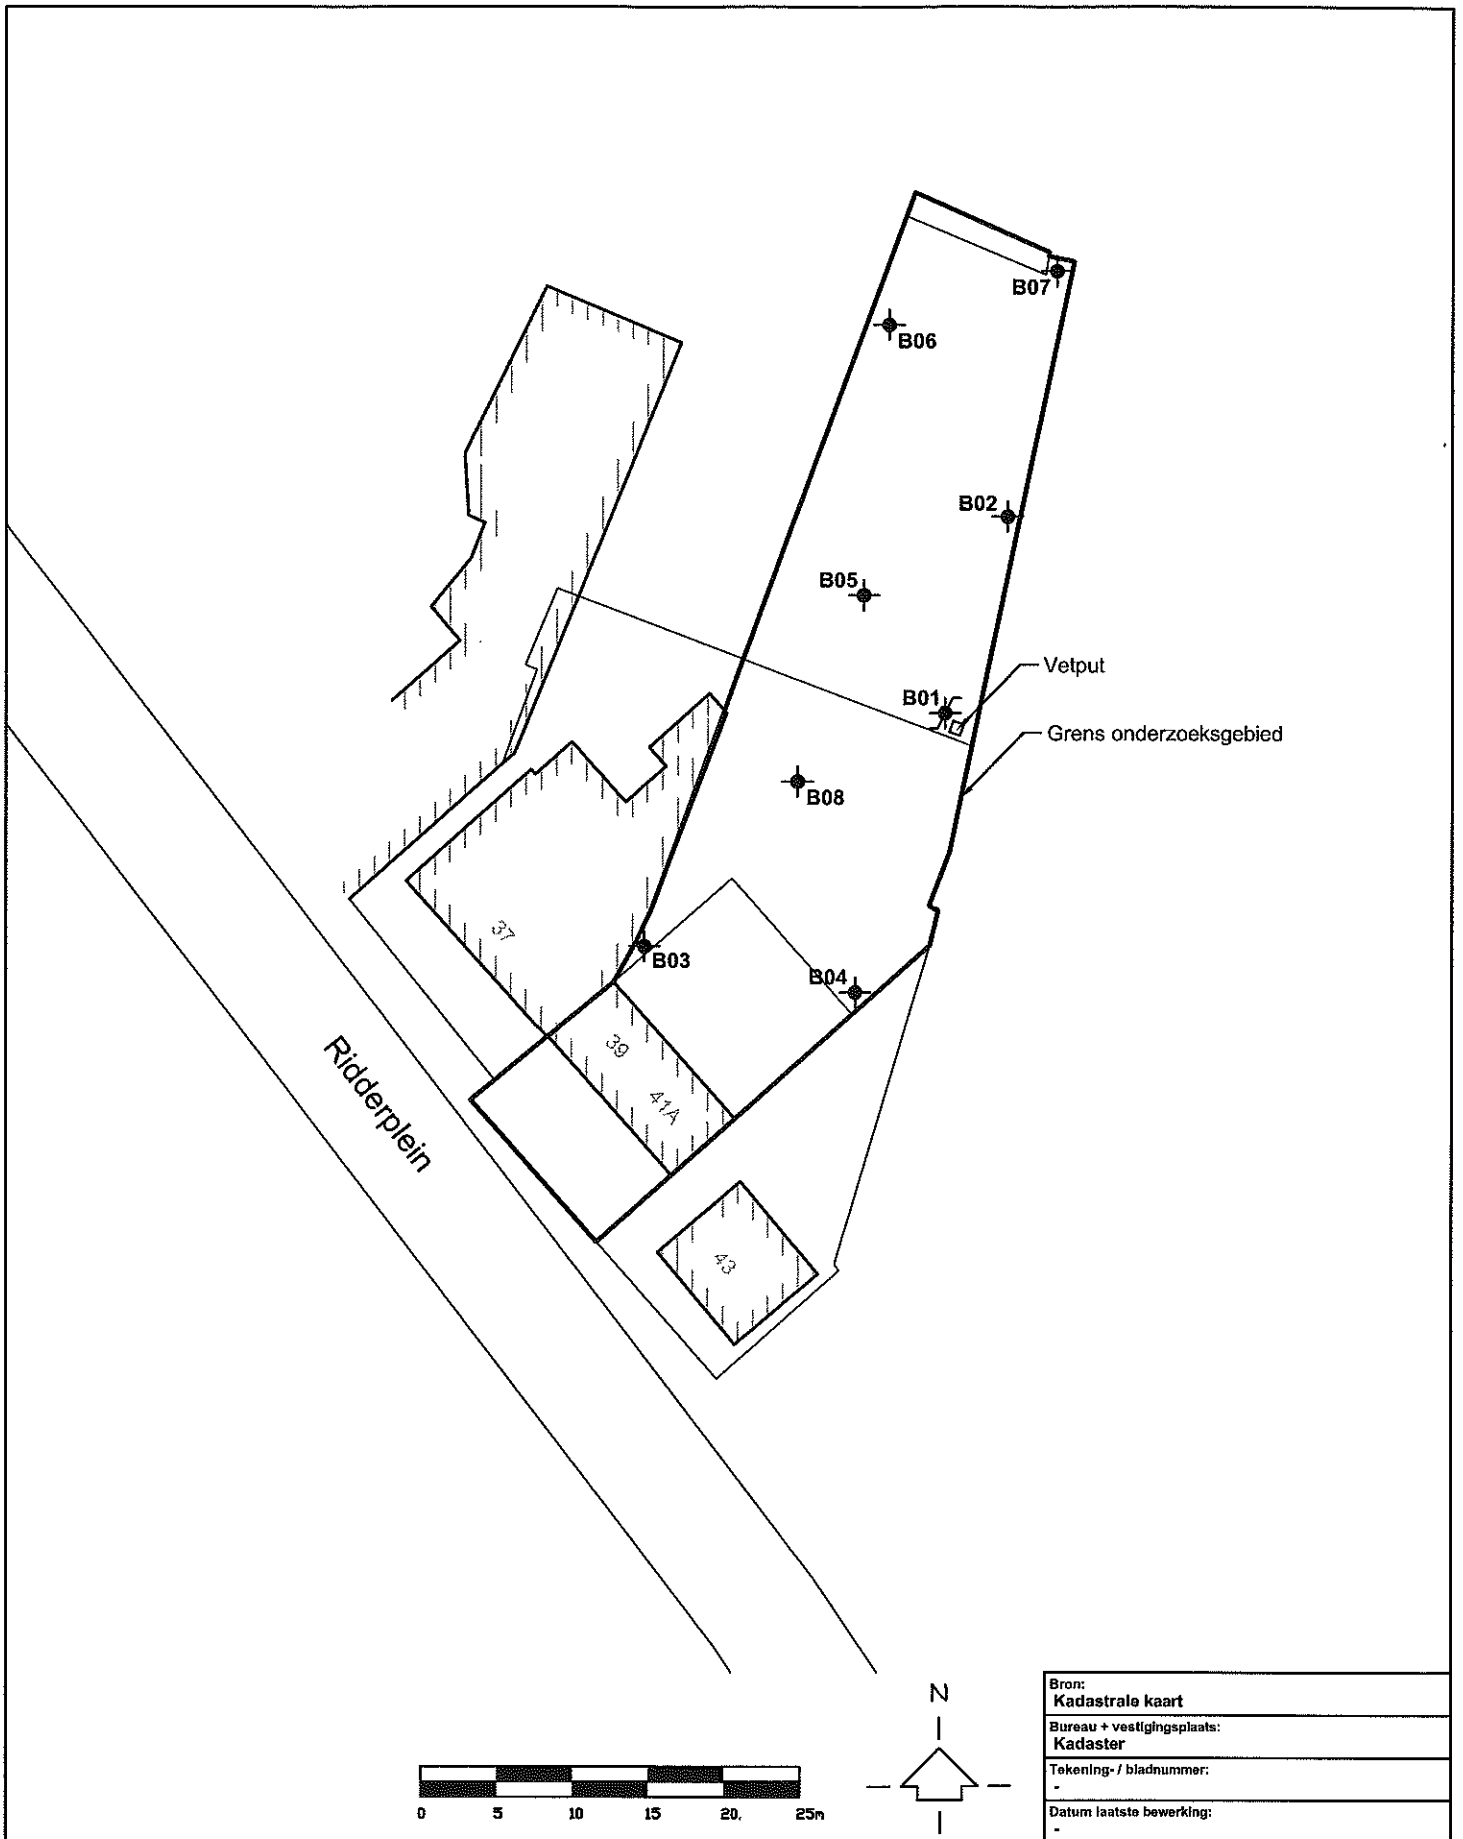 B07
B06
B02
B05
Vetput
B01
Grens onderzoeksgebied
B08
37
B03
B04
39
41A
Ridderplein
43
N
0 5 10 15 20. 25m
Bron:
Kadastrale kaart
Bureau + vestigingsplaats:
Kadaster
Tekening- / bladnummer:
-
Datum laatste bewerking:
-